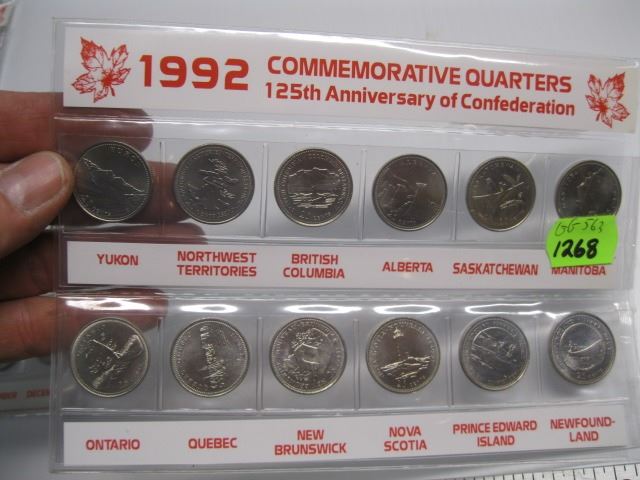 1992 COMMEMORATIVE QUARTERS
125th Anniversary of Confederation
YUKON
NORTHWEST
TERRITORIES
BRITISH
COLUMBIA
ALBERTA
SASKATCHEWAN
MANITOBA
GG 563
1268
ONTARIO
QUEBEC
NEW
BRUNSWICK
NOVA
SCOTIA
PRINCE EDWARD
ISLAND
NEWFOUND-
LAND